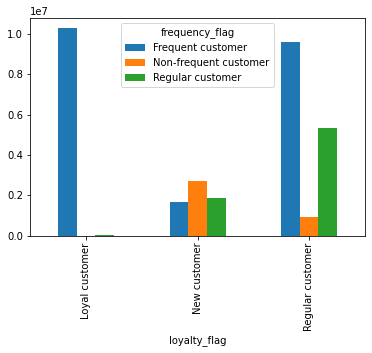 1e7
frequency_flag
Frequent customer
Non-frequent customer
Regular customer
1.0
0.8
0.6
0.4
0.2
0.0
Loyal customer
New customer
Regular customer
loyalty_flag